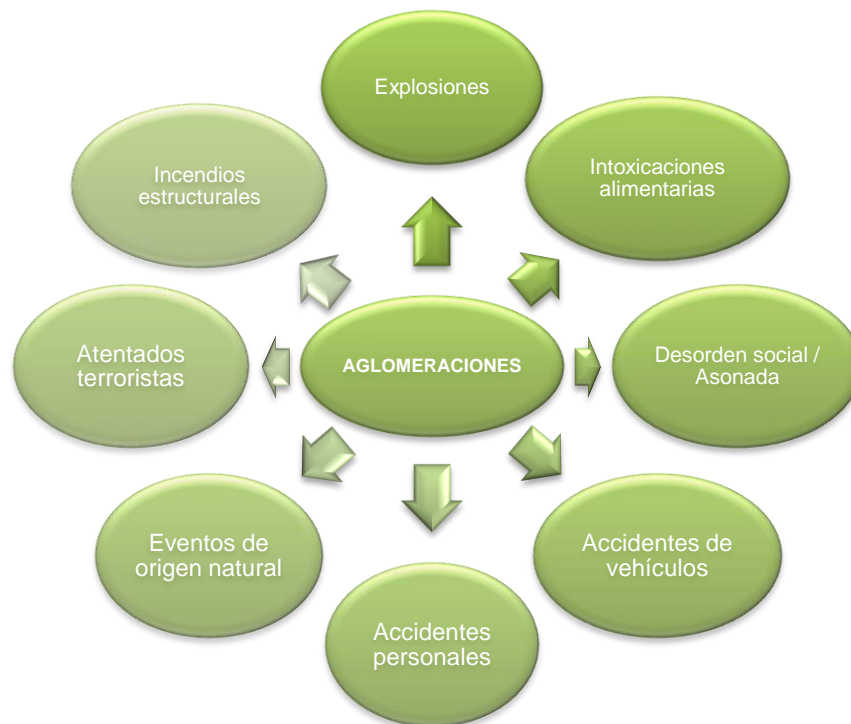 Explosiones
Intoxicaciones
alimentarias
Desorden social /
Asonada
Accidentes de
vehículos
Accidentes
personales
Eventos de
origen natural
Atentados
terroristas
Incendios
estructurales
AGLOMERACIONES